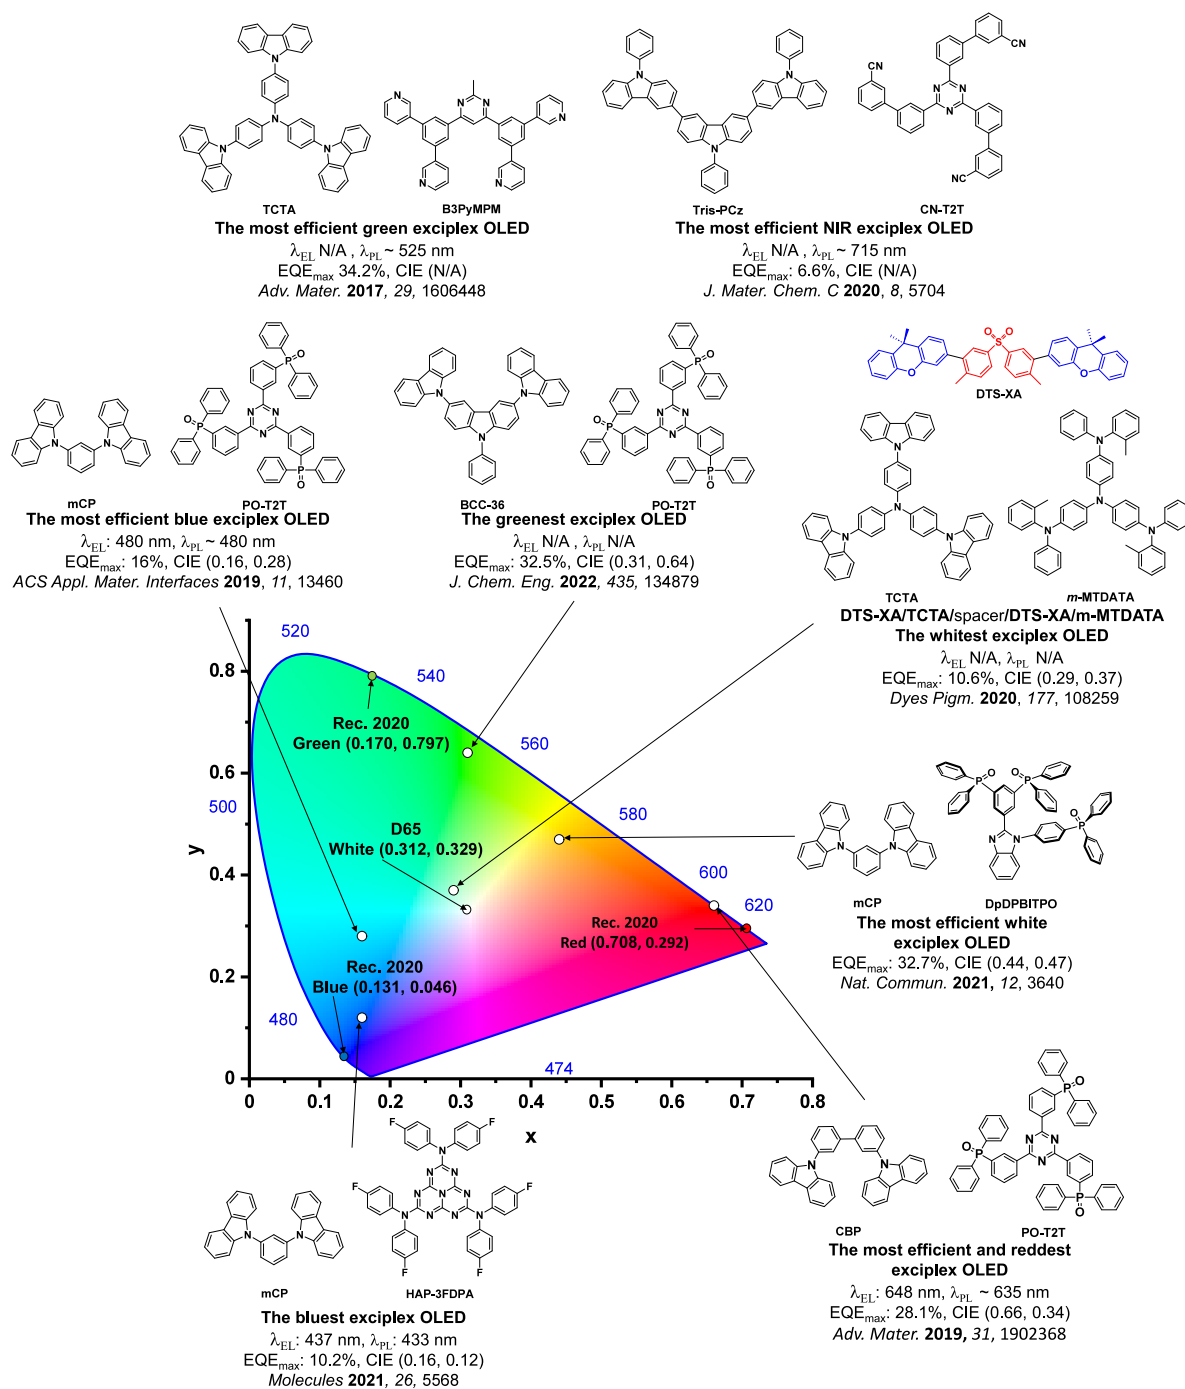 TCTA
B3PyMPM
The most efficient green exciplex OLED
λEL N/A , λPL ~ 525 nm
EQEmax 34.2%, CIE (N/A)
Adv. Mater. 2017, 29, 1606448
CN
CN
NC
Tris-PCz
CN-T2T
The most efficient NIR exciplex OLED
λEL N/A , λPL ~ 715 nm
EQEmax: 6.6%, CIE (N/A)
J. Mater. Chem. C 2020, 8, 5704
mCP
PO-T2T
The most efficient blue exciplex OLED
λEL: 480 nm, λPL ~ 480 nm
EQEmax: 16%, CIE (0.16, 0.28)
ACS Appl. Mater. Interfaces 2019, 11, 13460
BCC-36
PO-T2T
The greenest exciplex OLED
λEL N/A , λPL N/A
EQEmax: 32.5%, CIE (0.31, 0.64)
J. Chem. Eng. 2022, 435, 134879
DTS-XA
TCTA
m-MTDATA
DTS-XA/TCTA/spacer/DTS-XA/m-MTDATA
The whitest exciplex OLED
λEL N/A, λPL N/A
EQEmax: 10.6%, CIE (0.29, 0.37)
Dyes Pigm. 2020, 177, 108259
520
540
560
580
600
620
500
480
474
0.8
0.6
0.4
0.2
0
y
0
0.1
0.2
0.3
0.4
0.5
0.6
0.7
0.8
x
Rec. 2020
Green (0.170, 0.797)
D65
White (0.312, 0.329)
Rec. 2020
Red (0.708, 0.292)
Rec. 2020
Blue (0.131, 0.046)
mCP
DpDPBITPO
The most efficient white
exciplex OLED
EQEmax: 32.7%, CIE (0.44, 0.47)
Nat. Commun. 2021, 12, 3640
mCP
HAP-3FDPA
The bluest exciplex OLED
λEL: 437 nm, λPL: 433 nm
EQEmax: 10.2%, CIE (0.16, 0.12)
Molecules 2021, 26, 5568
CBP
PO-T2T
The most efficient and reddest
exciplex OLED
λEL: 648 nm, λPL ~ 635 nm
EQEmax: 28.1%, CIE (0.66, 0.34)
Adv. Mater. 2019, 31, 1902368